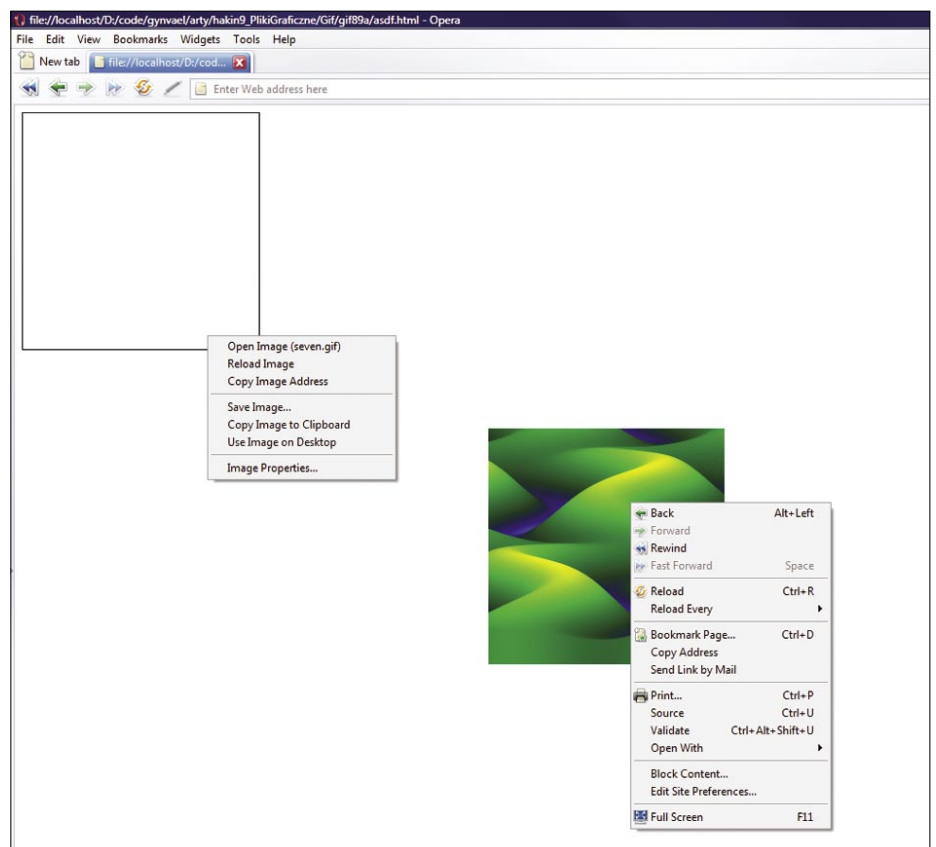 file://localhost/D:/code/gynvael/arty/hakin9_PlikiGraficzne/Gif/gif89a/asdf.html - Opera
File Edit View Bookmarks Widgets Tools Help
New tab file://localhost/D:/cod...
Enter Web address here
Open Image (seven.gif)
Reload Image
Copy Image Address
Save Image...
Copy Image to Clipboard
Use Image on Desktop
Image Properties...
Back Alt+Left
Forward
Rewind
Fast Forward Space
Reload Ctrl+R
Reload Every
Bookmark Page... Ctrl+D
Copy Address
Send Link by Mail
Print... Ctrl+P
Source Ctrl+U
Validate Ctrl+Alt+Shift+U
Open With
Block Content...
Edit Site Preferences...
Full Screen F11